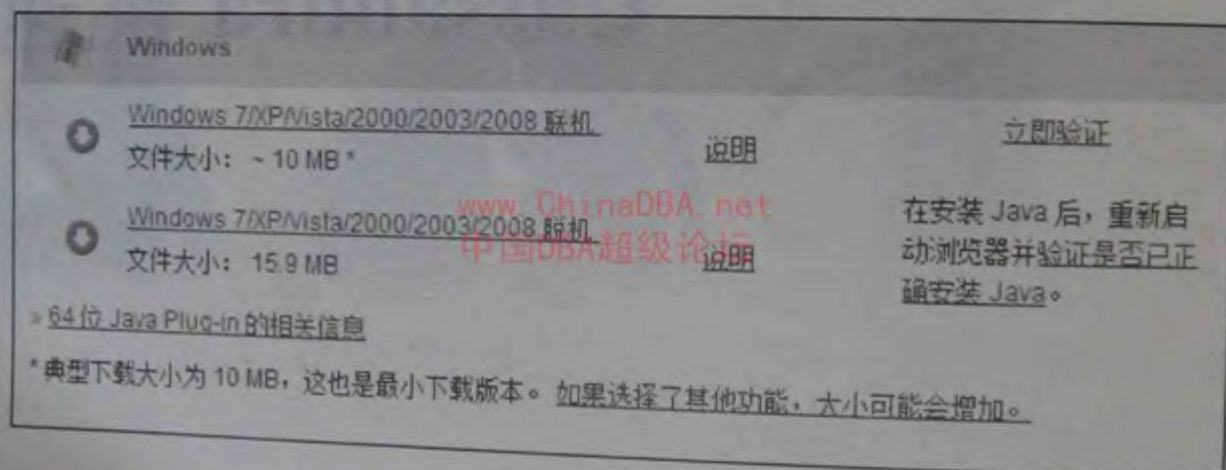 Windows
Windows 7/XP/Vista/2000/2003/2008 联机
文件大小： ~ 10 MB *
说明
立即验证
Windows 7/XP/Vista/2000/2003/2008 脱机
文件大小： 15.9 MB
说明
在安装 Java 后，重新启
动浏览器并验证是否已正
确安装 Java。
www.ChinaDBA.net
中国DBA超级论坛
» 64 位 Java Plug-in 的相关信息
* 典型下载大小为 10 MB，这也是最小下载版本。 如果选择了其他功能，大小可能会增加。